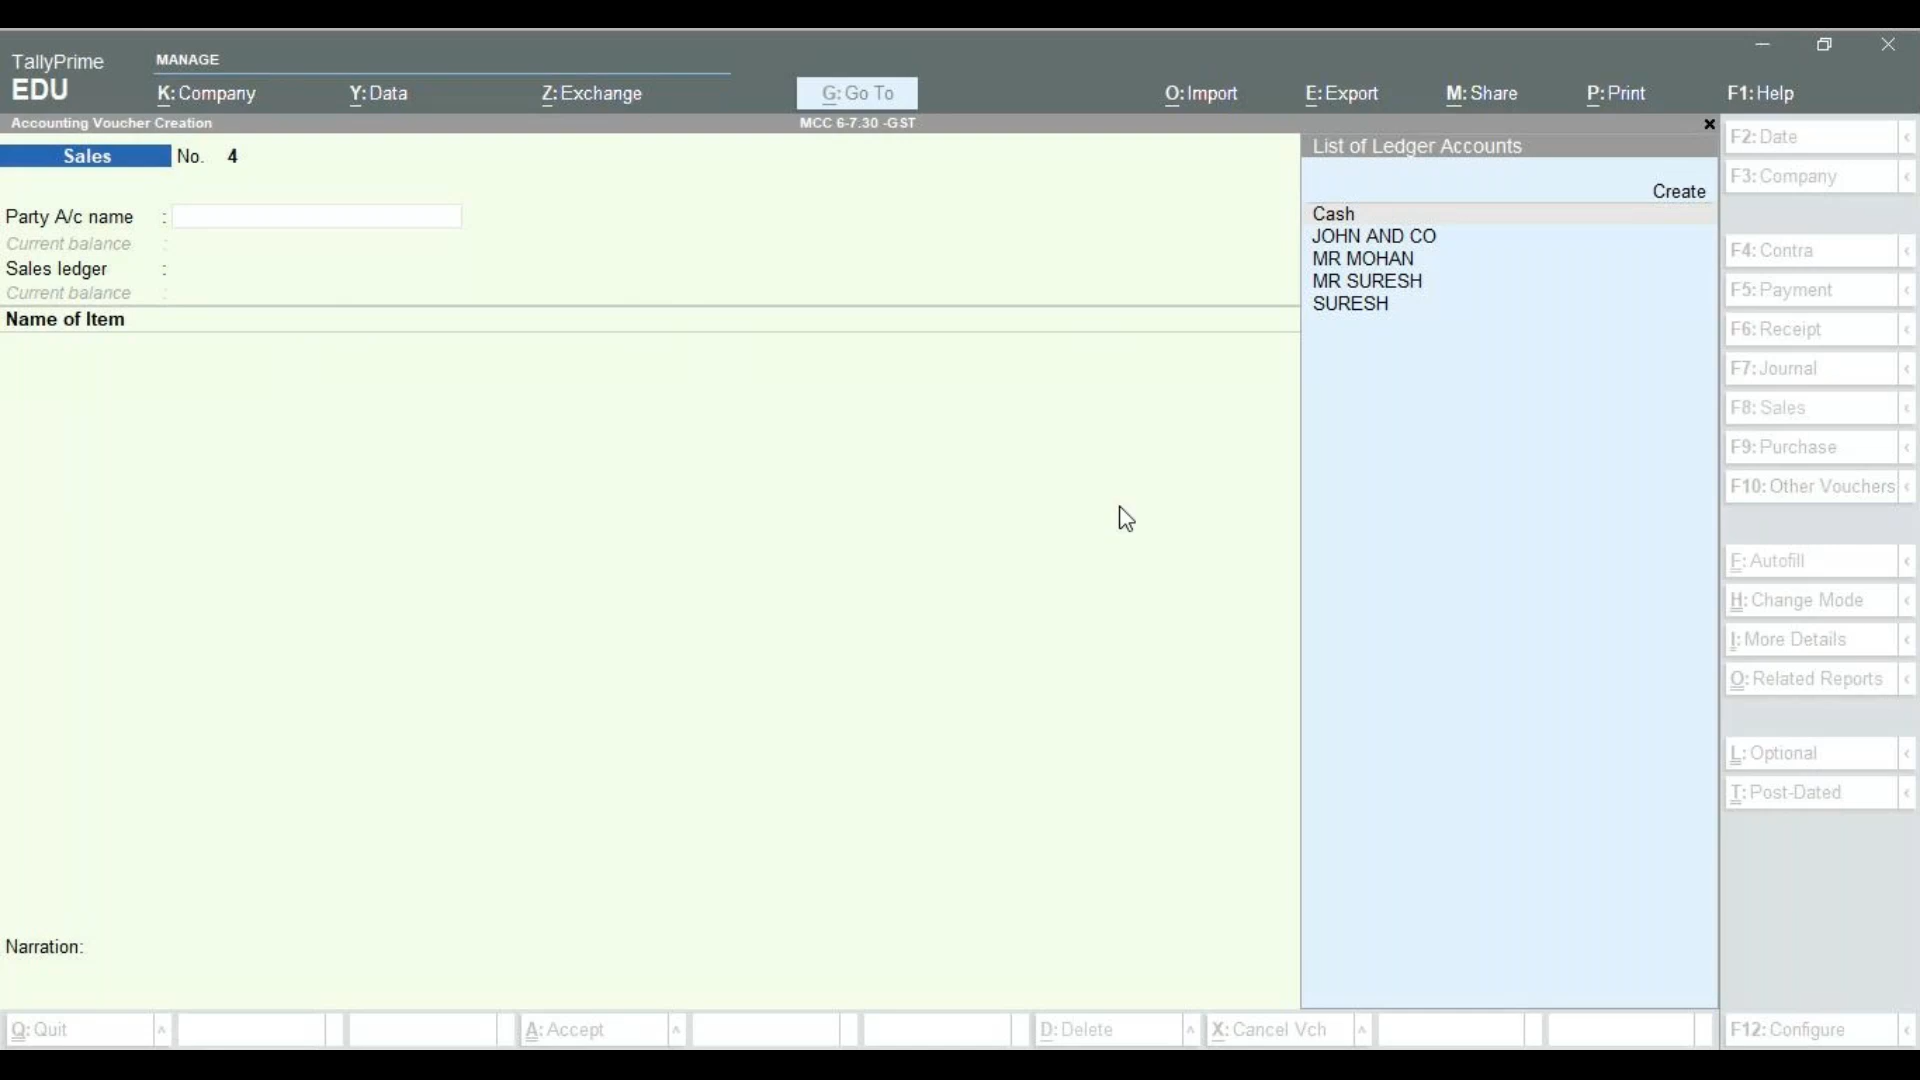 TallyPrime
EDU
MANAGE
K: Company
Y: Data
Z: Exchange
G: Go To
O: Import
E: Export
M: Share
P: Print
F1: Help
Accounting Voucher Creation
MCC 6-7.30 -GST
Sales No. 4
Party A/c name :
Current balance :
Sales ledger :
Current balance :
Name of Item
Narration:
List of Ledger Accounts
Create
Cash
JOHN AND CO
MR MOHAN
MR SURESH
SURESH
F2: Date
F3: Company
F4: Contra
F5: Payment
F6: Receipt
F7: Journal
F8: Sales
F9: Purchase
F10: Other Vouchers
F: Autofill
H: Change Mode
I: More Details
O: Related Reports
L: Optional
T: Post-Dated
Q: Quit
A: Accept
D: Delete
X: Cancel Vch
F12: Configure